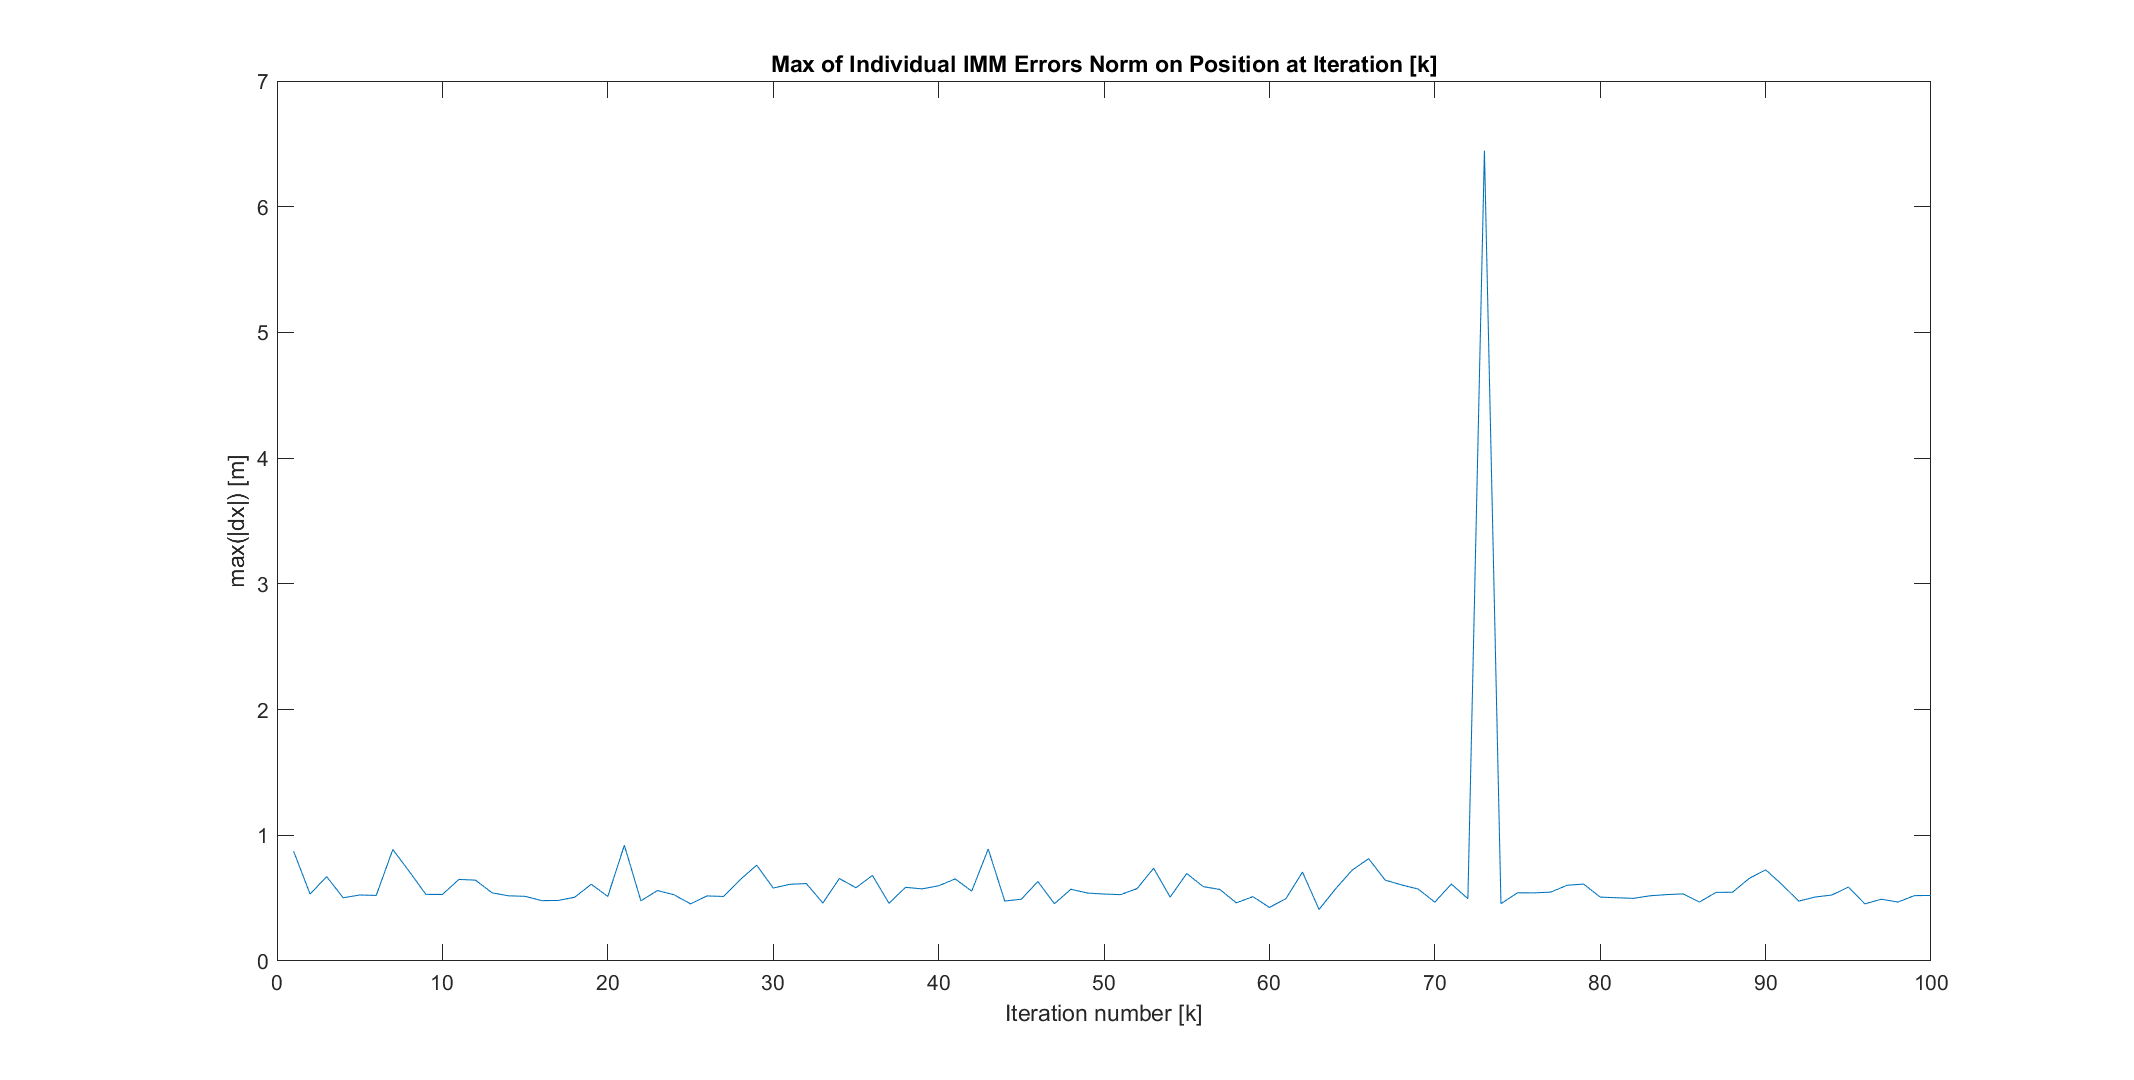 Max of Individual IMM Errors Norm on Position at Iteration [k]
7
6
5
4
3
2
1
0
max(|dx|) [m]
0 10 20 30 40 50 60 70 80 90 100
Iteration number [k]